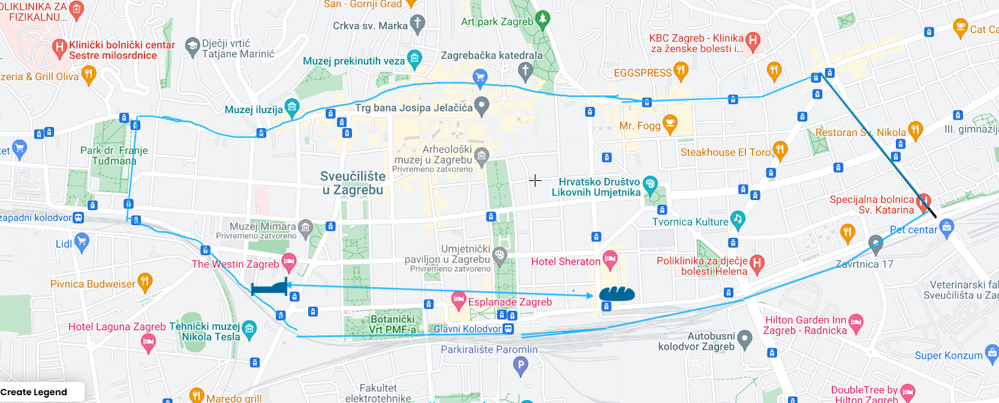 OLIKLINIKA ZA
FIZIKALNU...
San - Gornji Grad
Crkva sv. Marka
Art park Zagreb
Cat Ca
KBC Zagreb - Klinika
za ženske bolesti i...
Klinički bolnički centar
Sestre milosrdnice
Dječji vrtić
Tatjane Marinić
Muzej prekinutih veza
Zagrebačka katedrala
zeria & Grill Oliva
EGGSPRESS
Muzej iluzija
Trg bana Josipa Jelačića
Mr. Fogg
Restoran Sv. Nikola
III. gimnazija
ket
Park dr. Franje
Tuđmana
Arheološki
muzej u Zagrebu
Privremeno zatvoreno
Steakhouse El Toro
Sveučilište
u Zagrebu
Hrvatsko Društvo
Likovnih Umjetnika
Specijalna bolnica
Sv. Katarina
zapadni kolodvor
Muzej Mimara
Privremeno zatvoreno
Tvornica Kulture
Pet centar
Lidl
Umjetnički
paviljon u Zagrebu
Privremeno zatvoreno
The Westin Zagreb
Hotel Sheraton
Poliklinika za dječje
bolesti Helena
Zavrtnica 17
Pivnica Budweiser
Veterinarski fal
Sveučilišta u Zag
Esplanade Zagreb
Botanički
Vrt PMF-a
Glavni Kolodvor
Hotel Laguna Zagreb
Tehnički muzej
Nikola Tesla
Hilton Garden Inn
Zagreb - Radnicka
Autobusni
kolodvor Zagreb
Parkiralište Paromlin
P
Super Konzum
Create Legend
Maredo grill
Fakultet
elektrotehnike
DoubleTree by
Hilton Zagreb